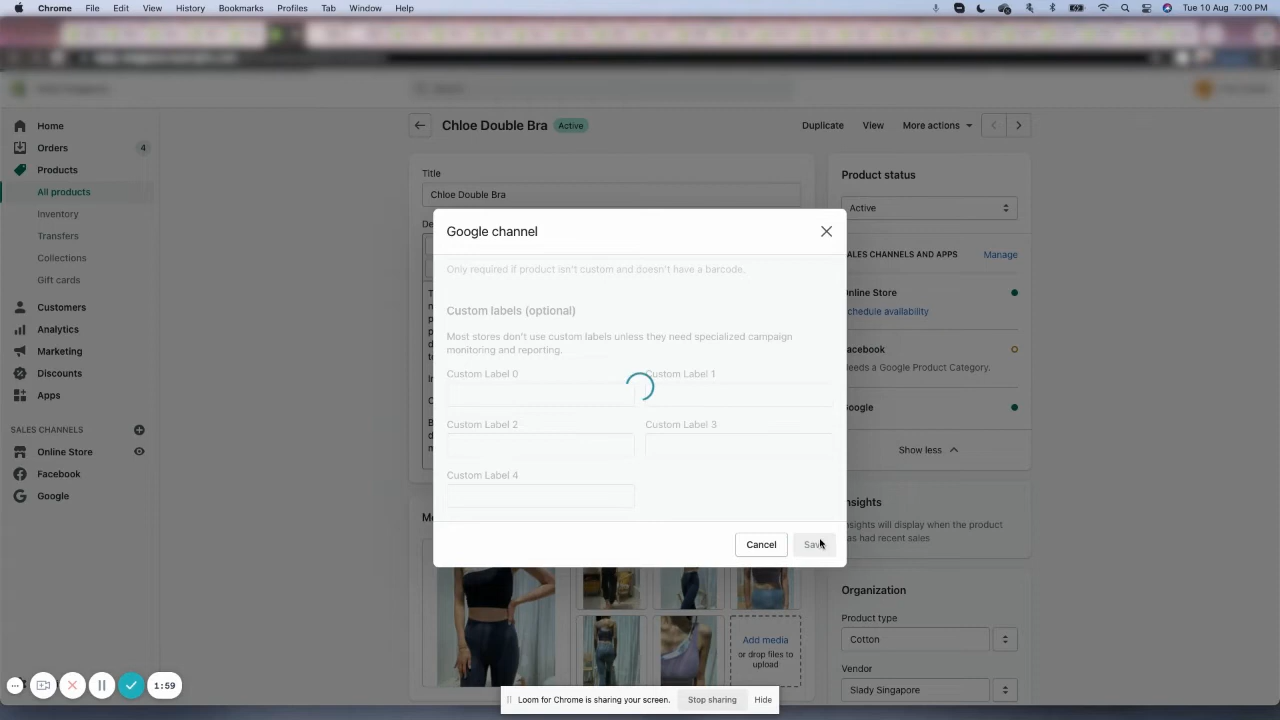 Chrome File Edit View History Bookmarks Profiles Tab Window Help Tue 10 Aug 7:00 PM
Home
Orders 4
Products
All products
Inventory
Transfers
Collections
Gift cards
Customers
Analytics
Marketing
Discounts
Apps
SALES CHANNELS
Online Store
Facebook
Google
Chloe Double Bra Active Duplicate View More actions
Title
Chloe Double Bra
Google channel
Only required if product isn't custom and doesn't have a barcode.
Custom labels (optional)
Most stores don't use custom labels unless they need specialized campaign
monitoring and reporting.
Custom Label 0 Custom Label 1
Custom Label 2 Custom Label 3
Custom Label 4
Cancel
Add media
or drop files to
upload
Product status
Active
ALES CHANNELS AND APPS Manage
Online Store
chedule availability
acebook
eeds a Google Product Category.
Google
Show less
nsights
nsights will display when the product
as had recent sales
Organization
Product type
Cotton
Vendor
Slady Singapore
1:59
Loom for Chrome is sharing your screen. Stop sharing Hide